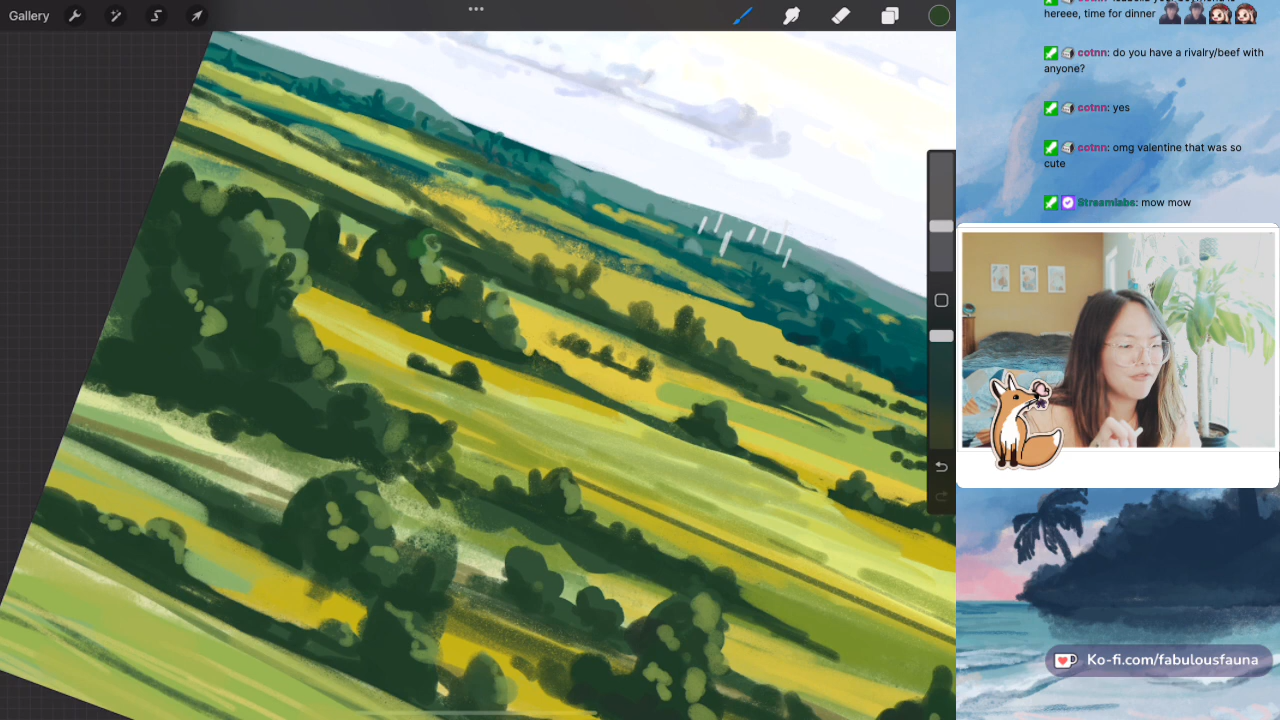 Gallery
hereee, time for dinner
cotnn: do you have a rivalry/beef with
anyone?
cotnn: yes
cotnn: omg valentine that was so
cute
Streamlabs: mow mow
Ko-fi.com/fabulousfauna